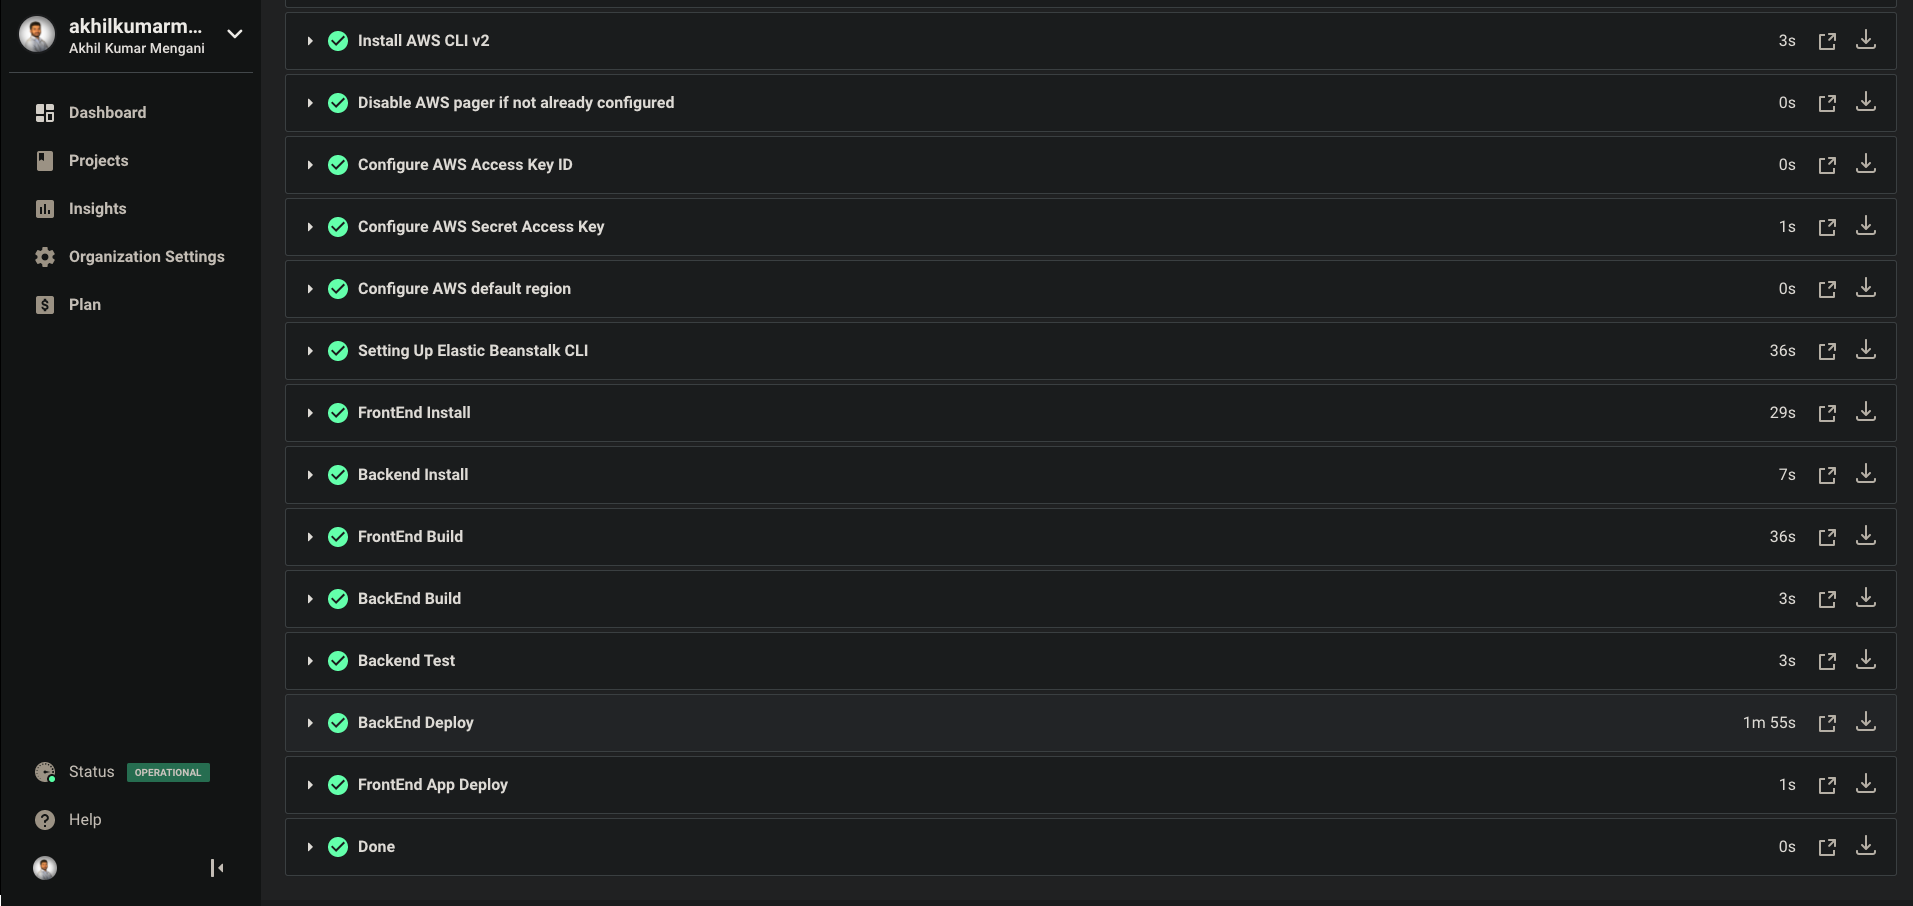 akhilkumarm...
Akhil Kumar Mengani
Dashboard
Projects
Insights
Organization Settings
Plan
Status OPERATIONAL
Help
Install AWS CLI v2 3s
Disable AWS pager if not already configured 0s
Configure AWS Access Key ID 0s
Configure AWS Secret Access Key 1s
Configure AWS default region 0s
Setting Up Elastic Beanstalk CLI 36s
FrontEnd Install 29s
Backend Install 7s
FrontEnd Build 36s
BackEnd Build 3s
Backend Test 3s
BackEnd Deploy 1m 55s
FrontEnd App Deploy 1s
Done 0s